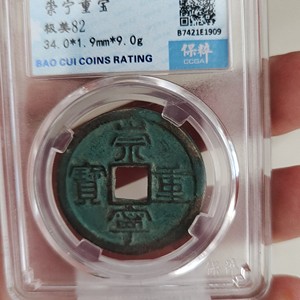 崇宁重宝
极美82
34.0*1.9mm*9.0g
BAO CUI COINS RATING
B7421E1909
保粹
CCGA
崇
寶 重
寧